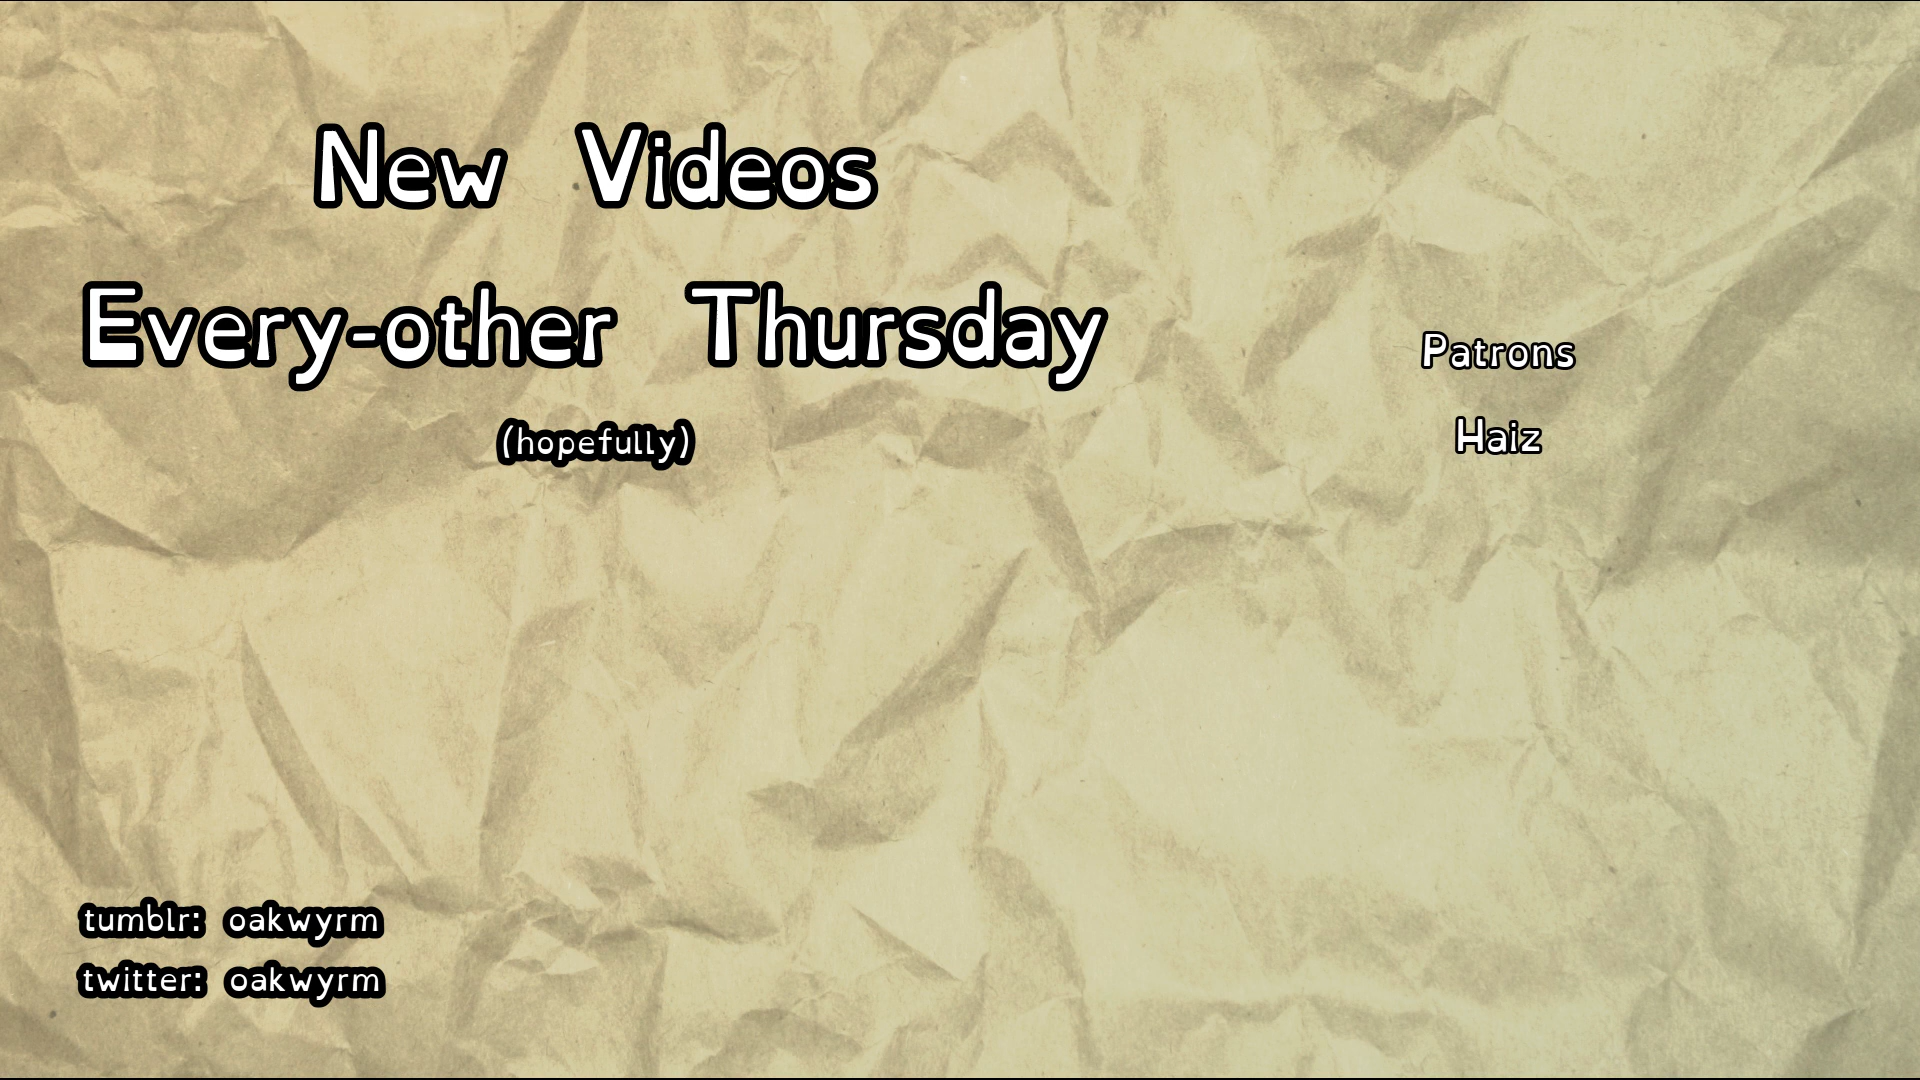 New Videos
Every-other Thursday
(hopefully)
Patrons
Haiz
tumblr: oakwyrm
twitter: oakwyrm